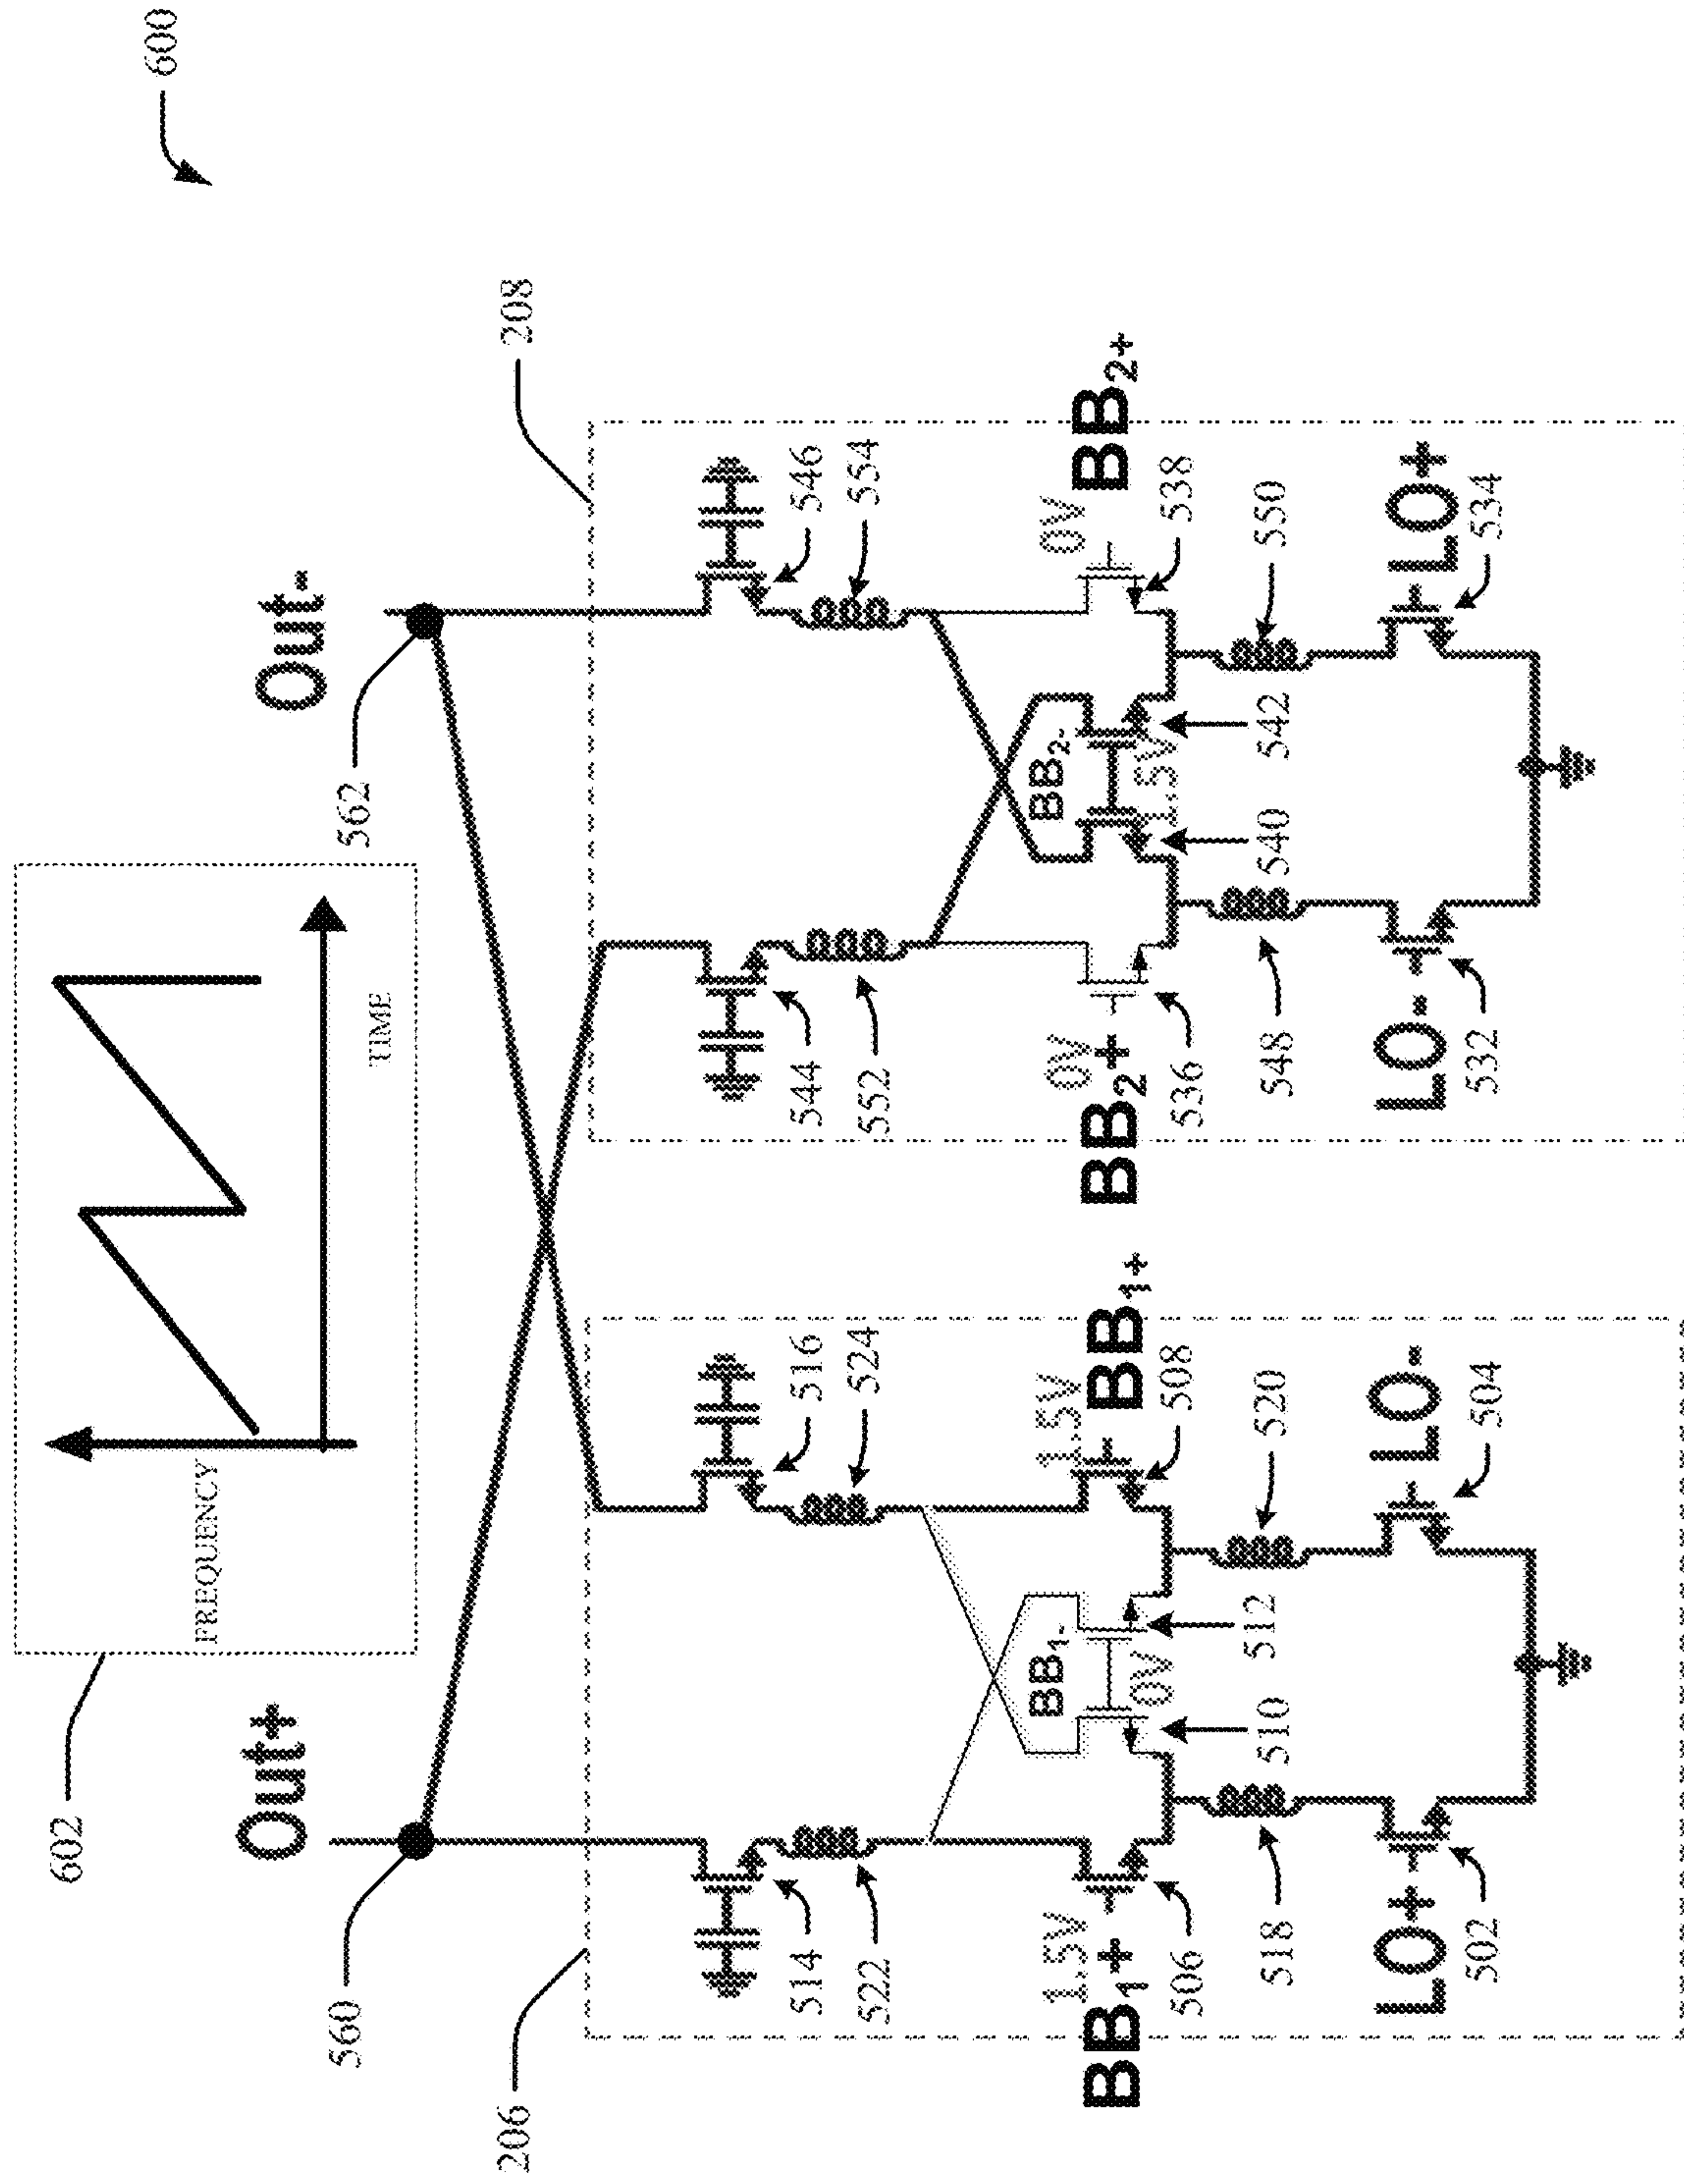 600
602
FREQUENCY
TIME
Out+
Out-
560
562
206
208
514
516
544
546
522
524
552
554
1.5V
1.5V
0V
0V
BB1+
BB1-
BB1+
BB2+
BB2-
BB2+
0V
1.5V
506
508
536
538
510
512
540
542
518
520
548
550
LO+
LO-
LO-
LO+
502
504
532
534